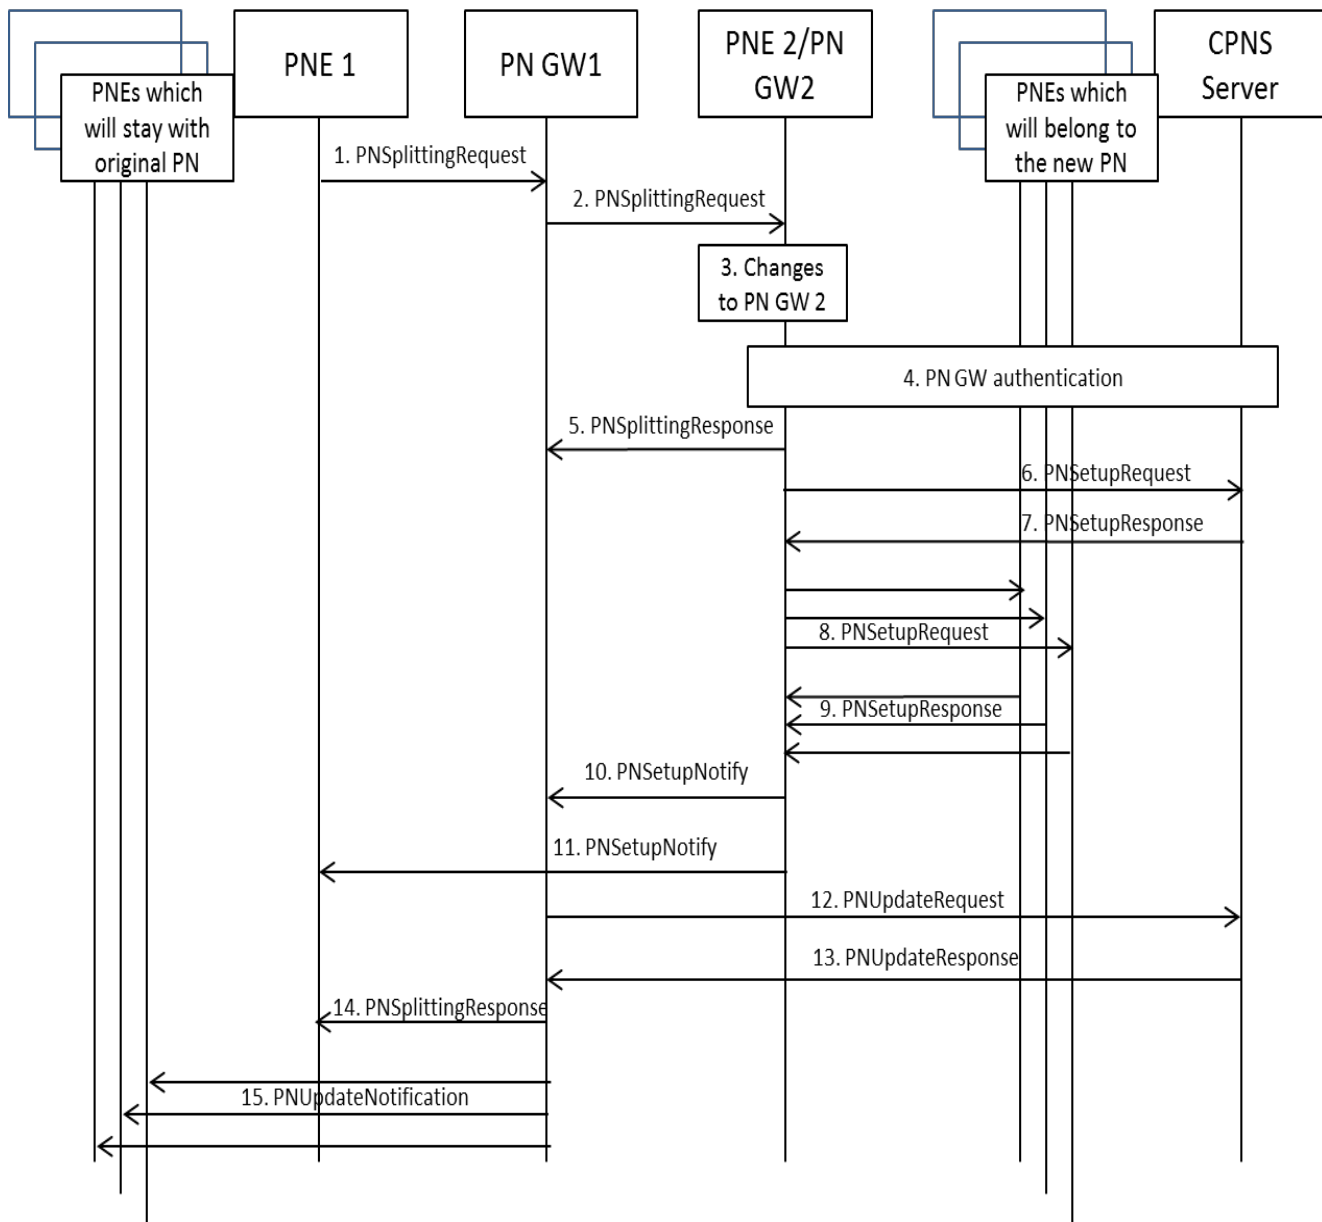 PNE 1
PN GW1
PNE 2/PN
GW2
CPNS
Server
PNEs which
will stay with
original PN
PNEs which
will belong to
the new PN
1. PNSplittingRequest
2. PNSplittingRequest
3. Changes
to PN GW 2
4. PN GW authentication
5. PNSplittingResponse
6. PNSetupRequest
7. PNSetupResponse
8. PNSetupRequest
9. PNSetupResponse
10. PNSetupNotify
11. PNSetupNotify
12. PNUpdateRequest
13. PNUpdateResponse
14. PNSplittingResponse
15. PNUpdateNotification